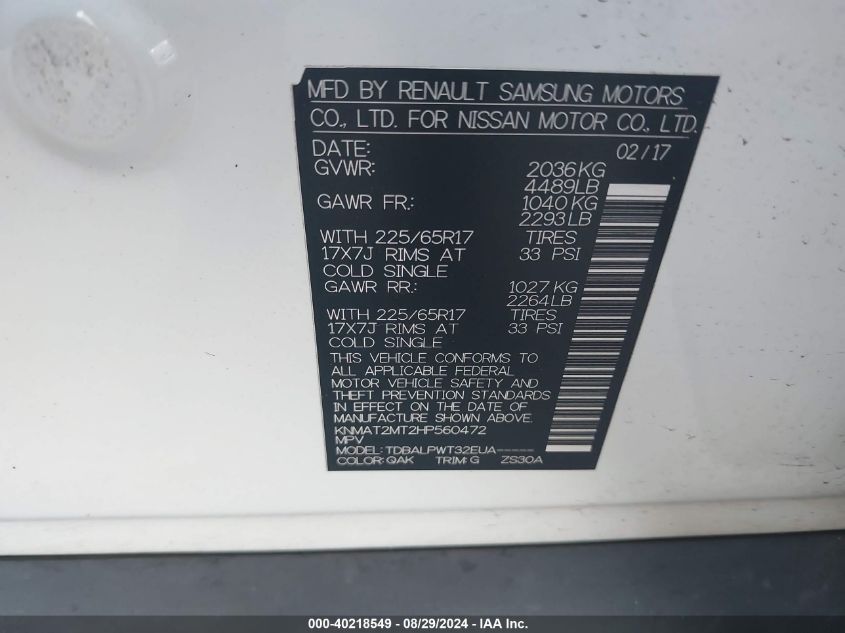 MFD BY RENAULT SAMSUNG MOTORS
CO., LTD. FOR NISSAN MOTOR CO., LTD.
DATE: 02/17
GVWR: 2036KG
4489LB
GAWR FR.: 1040KG
2293LB
WITH 225/65R17 TIRES
17X7J RIMS AT 33 PSI
COLD SINGLE
GAWR RR.: 1027KG
2264LB
WITH 225/65R17 TIRES
17X7J RIMS AT 33 PSI
COLD SINGLE
THIS VEHICLE CONFORMS TO
ALL APPLICABLE FEDERAL
MOTOR VEHICLE SAFETY AND
THEFT PREVENTION STANDARDS
IN EFFECT ON THE DATE OF
MANUFACTURE SHOWN ABOVE.
KNMAT2MT2HP560472
MPV
MODEL: TDBALPWT32EUA-----
COLOR: QAK TRIM: G ZS30A
000-40218549 - 08/29/2024 - IAA Inc.